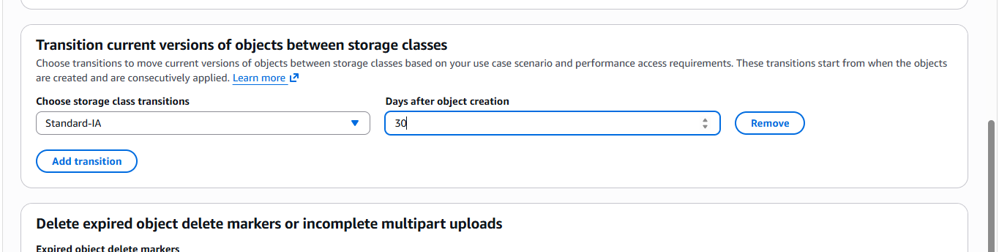 Transition current versions of objects between storage classes
Choose transitions to move current versions of objects between storage classes based on your use case scenario and performance access requirements. These transitions start from when the objects
are created and are consecutively applied. Learn more
Choose storage class transitions
Days after object creation
Standard-IA
30
Remove
Add transition
Delete expired object delete markers or incomplete multipart uploads
Expired object delete markers